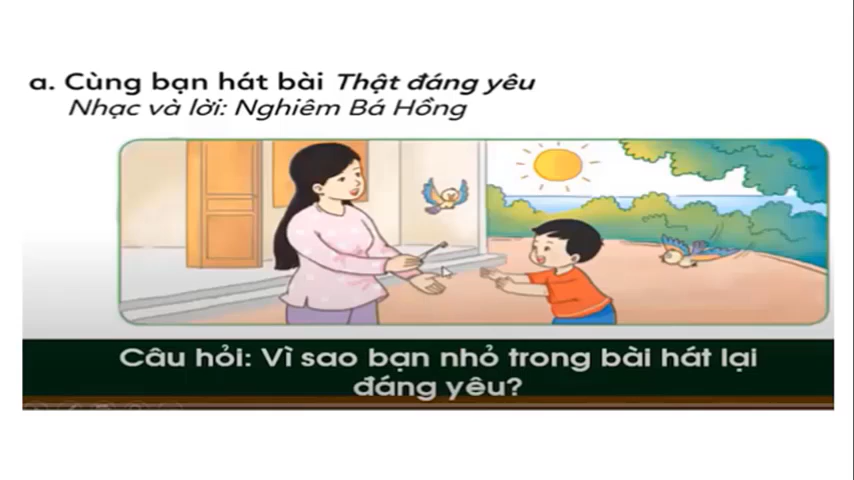 a. Cùng bạn hát bài Thật đáng yêu
Nhạc và lời: Nghiêm Bá Hồng
Câu hỏi: Vì sao bạn nhỏ trong bài hát lại
đáng yêu?